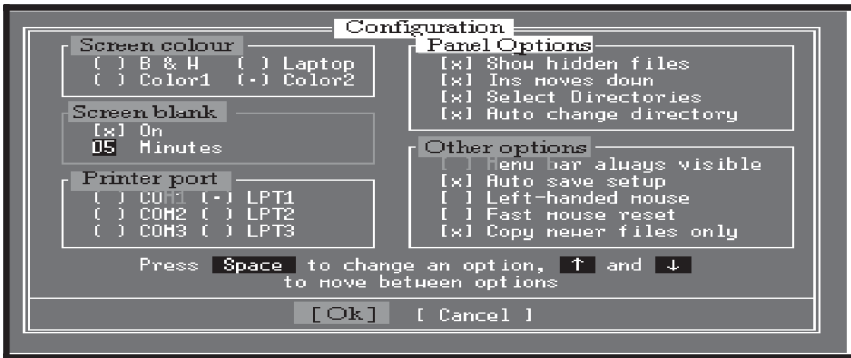 Configuration
Screen colour
( ) B & W ( ) Laptop
( ) Color1 (·) Color2
Screen blank
[x] On
05 Minutes
Printer port
( ) COM1 (·) LPT1
( ) COM2 ( ) LPT2
( ) COM3 ( ) LPT3
Panel Options
[x] Show hidden files
[x] Ins moves down
[x] Select Directories
[x] Auto change directory
Other options
[ ] Menu bar always visible
[x] Auto save setup
[ ] Left-handed mouse
[ ] Fast mouse reset
[x] Copy newer files only
Press Space to change an option, ↑ and ↓
to move between options
[Ok] [ Cancel ]